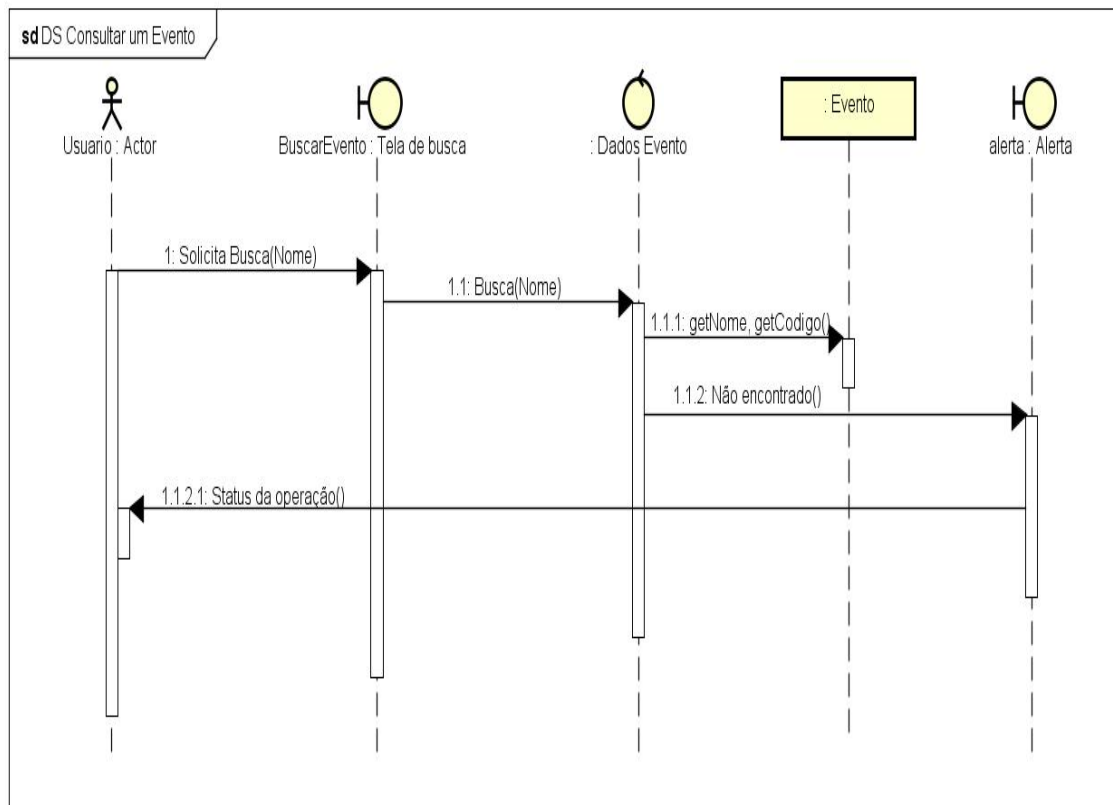 sd DS Consultar um Evento
Usuario : Actor
BuscarEvento : Tela de busca
: Dados Evento
: Evento
alerta : Alerta
1: Solicita Busca(Nome)
1.1: Busca(Nome)
1.1.1: getNome, getCodigo()
1.1.2: Não encontrado()
1.1.2.1: Status da operação()